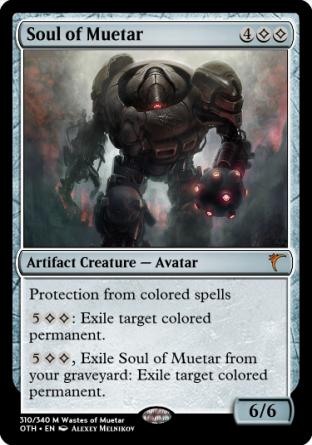 Soul of Muetar 4
Artifact Creature — Avatar
Protection from colored spells
5 : Exile target colored
permanent.
5 , Exile Soul of Muetar from
your graveyard: Exile target colored
permanent.
6/6
310/340 M Wastes of Muetar
OTH • EN Alexey Melnikov